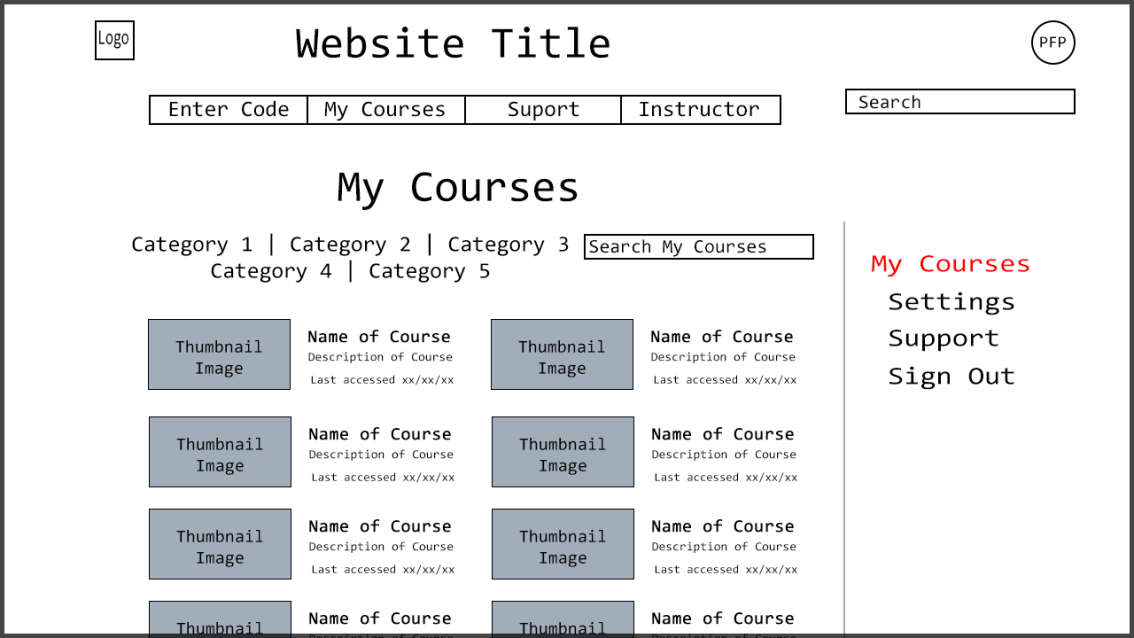 Logo
Website Title
PFP
Enter Code
My Courses
Suport
Instructor
Search
My Courses
Category 1 | Category 2 | Category 3
Category 4 | Category 5
Search My Courses
My Courses
Settings
Support
Sign Out
Thumbnail
Image
Name of Course
Description of Course
Last accessed xx/xx/xx
Thumbnail
Image
Name of Course
Description of Course
Last accessed xx/xx/xx
Thumbnail
Image
Name of Course
Description of Course
Last accessed xx/xx/xx
Thumbnail
Image
Name of Course
Description of Course
Last accessed xx/xx/xx
Thumbnail
Image
Name of Course
Description of Course
Last accessed xx/xx/xx
Thumbnail
Image
Name of Course
Description of Course
Last accessed xx/xx/xx
Thumbnail
Name of Course
Thumbnail
Name of Course